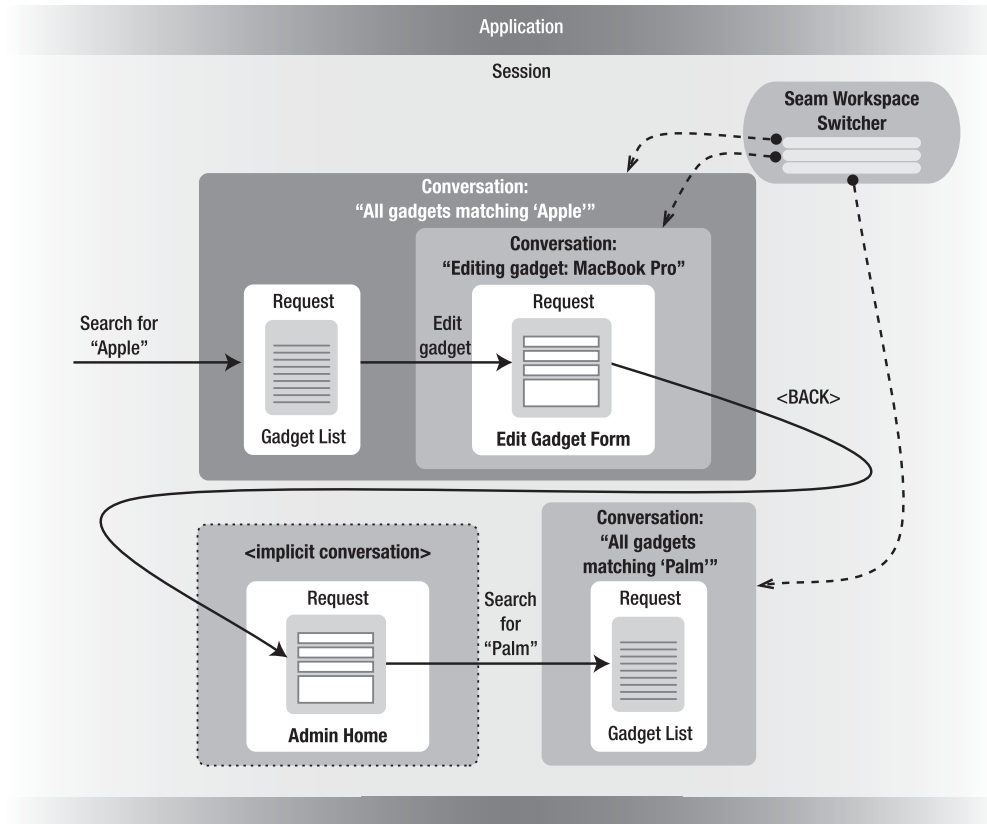 Application
Session
Seam Workspace
Switcher
Conversation:
“All gadgets matching ‘Apple’”
Conversation:
“Editing gadget: MacBook Pro”
Request
Request
Search for
“Apple”
Edit
gadget
<BACK>
Gadget List
Edit Gadget Form
Conversation:
“All gadgets
matching ‘Palm’”
<implicit conversation>
Request
Search
for
“Palm”
Request
Admin Home
Gadget List